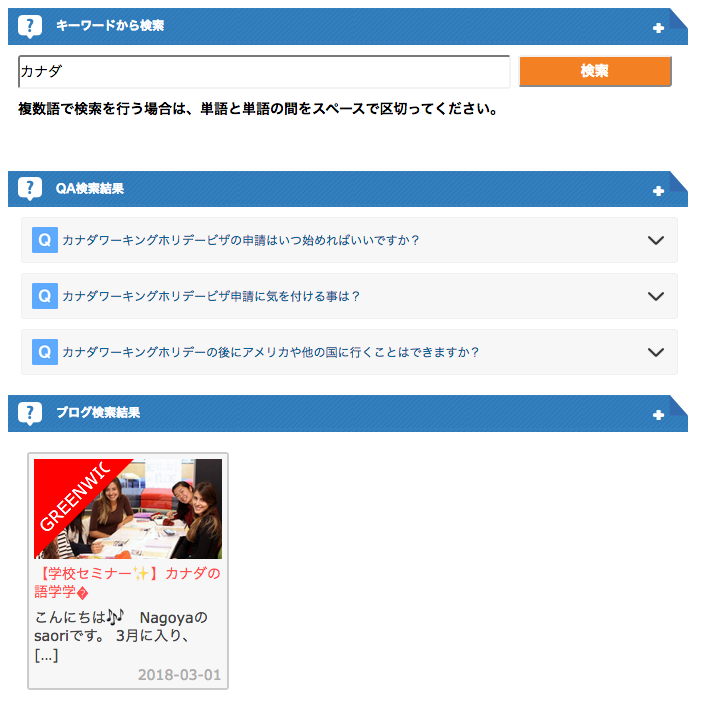 キーワードから検索
カナダ
検索
複数語で検索を行う場合は、単語と単語の間をスペースで区切ってください。
QA検索結果
Q カナダワーキングホリデービザの申請はいつ始めればいいですか？
Q カナダワーキングホリデービザ申請に気を付ける事は？
Q カナダワーキングホリデーの後にアメリカや他の国に行くことはできますか？
ブログ検索結果
GREENWIC
【学校セミナー✨】カナダの
語学学�
こんにちは🎶 Nagoyaの
saoriです。 3月に入り、
[...]
2018-03-01